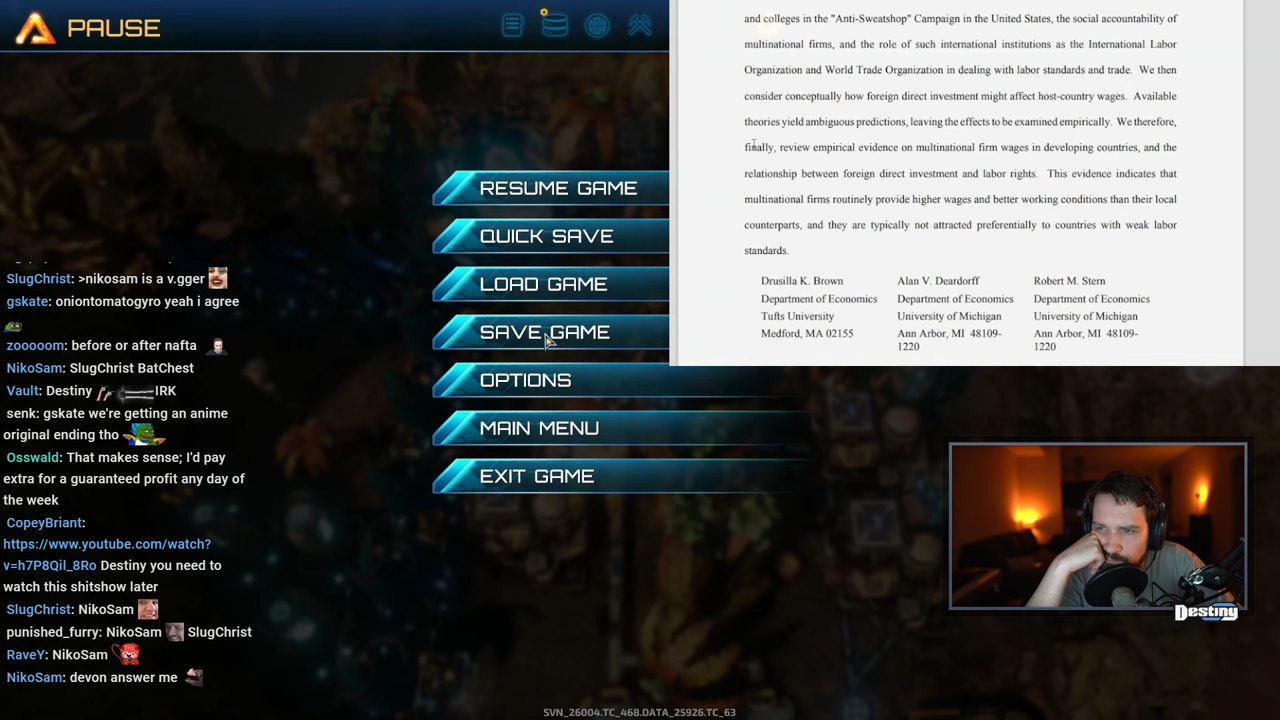 PAUSE
RESUME GAME
QUICK SAVE
LOAD GAME
SAVE GAME
OPTIONS
MAIN MENU
EXIT GAME
and colleges in the "Anti-Sweatshop" Campaign in the United States, the social accountability of
multinational firms, and the role of such international institutions as the International Labor
Organization and World Trade Organization in dealing with labor standards and trade. We then
consider conceptually how foreign direct investment might affect host-country wages. Available
theories yield ambiguous predictions, leaving the effects to be examined empirically. We therefore,
finally, review empirical evidence on multinational firm wages in developing countries, and the
relationship between foreign direct investment and labor rights. This evidence indicates that
multinational firms routinely provide higher wages and better working conditions than their local
counterparts, and they are typically not attracted preferentially to countries with weak labor
standards.
Drusilla K. Brown
Department of Economics
Tufts University
Medford, MA 02155
Alan V. Deardorff
Department of Economics
University of Michigan
Ann Arbor, MI 48109-
1220
Robert M. Stern
Department of Economics
University of Michigan
Ann Arbor, MI 48109-
1220
SlugChrist: >nikosam is a v.gger
gskate: oniontomatogyro yeah i agree
zooooom: before or after nafta
NikoSam: SlugChrist BatChest
Vault: Destiny IRK
senk: gskate we're getting an anime
original ending tho
Osswald: That makes sense; I'd pay
extra for a guaranteed profit any day of
the week
CopeyBriant:
https://www.youtube.com/watch?
v=h7P8Qil_8Ro Destiny you need to
watch this shitshow later
SlugChrist: NikoSam
punished_furry: NikoSam SlugChrist
RaveY: NikoSam
NikoSam: devon answer me
Destiny
SVN_26004.TC_468.DATA_25926.TC_63